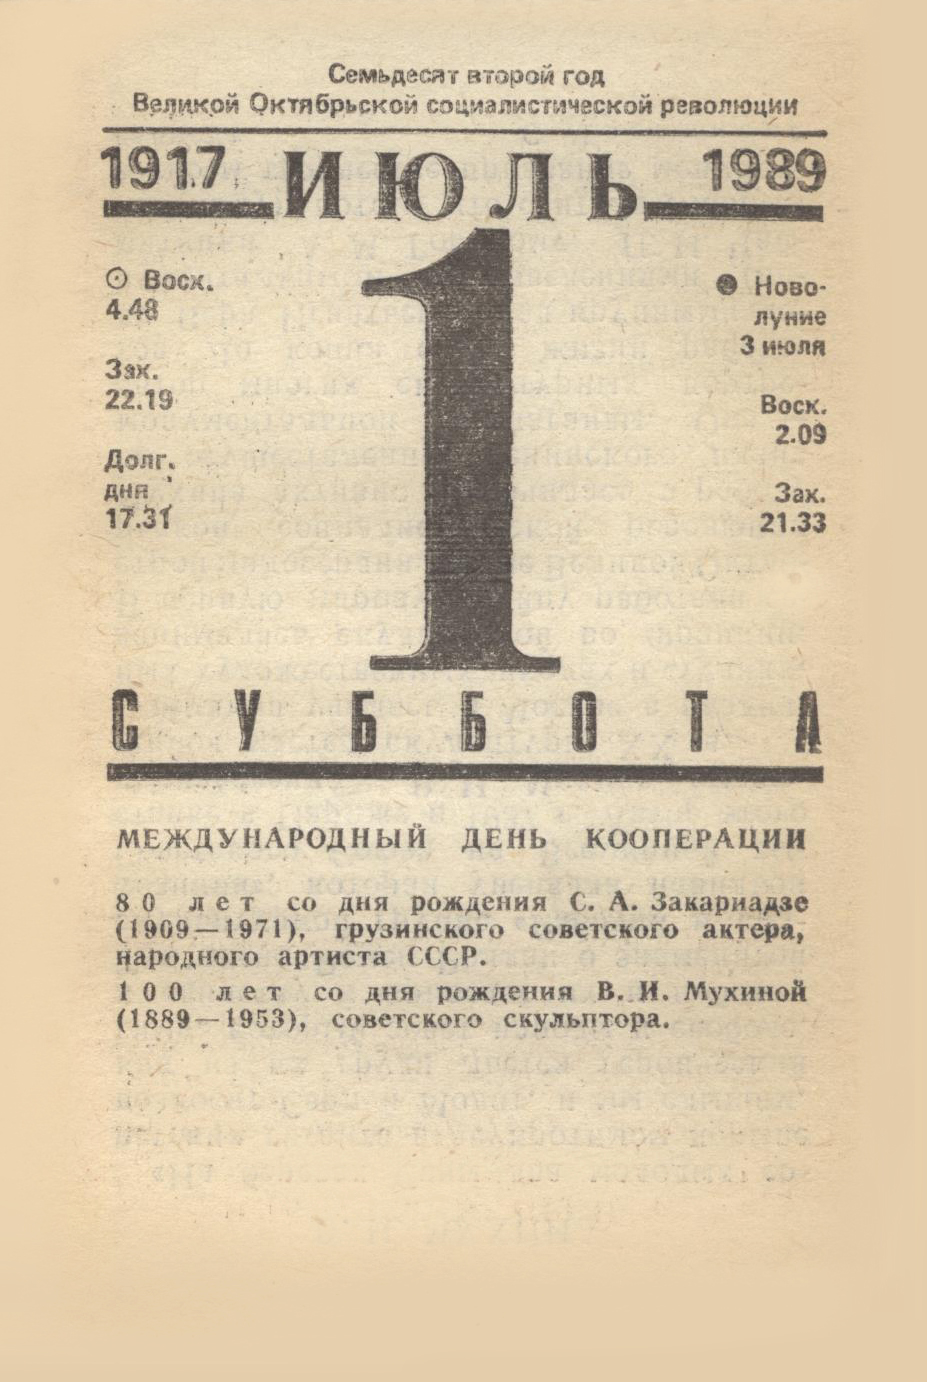 Семьдесят второй год
Великой Октябрьской социалистической революции
1917 ИЮЛЬ 1989
1
Восх.
4.48
Зах.
22.19
Долг.
дня
17.31
Ново-
луние
3 июля
Восх.
2.09
Зах.
21.33
СУББОТА
МЕЖДУНАРОДНЫЙ ДЕНЬ КООПЕРАЦИИ
80 лет со дня рождения С. А. Закариадзе
(1909—1971), грузинского советского актера,
народного артиста СССР.
100 лет со дня рождения В. И. Мухиной
(1889—1953), советского скульптора.